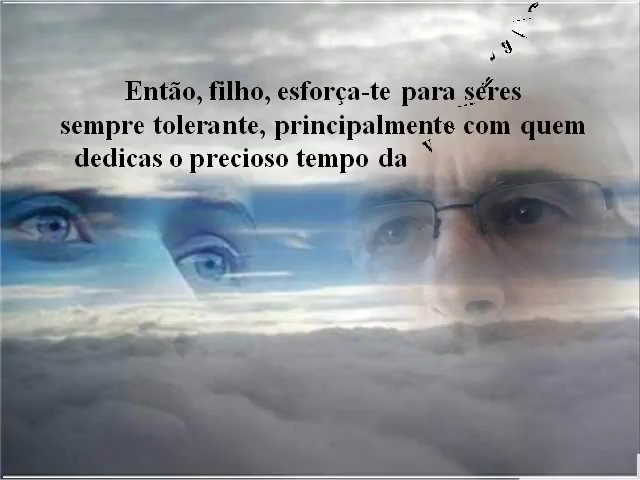 Então, filho, esforça-te para seres
sempre tolerante, principalmente com quem
dedicas o precioso tempo da